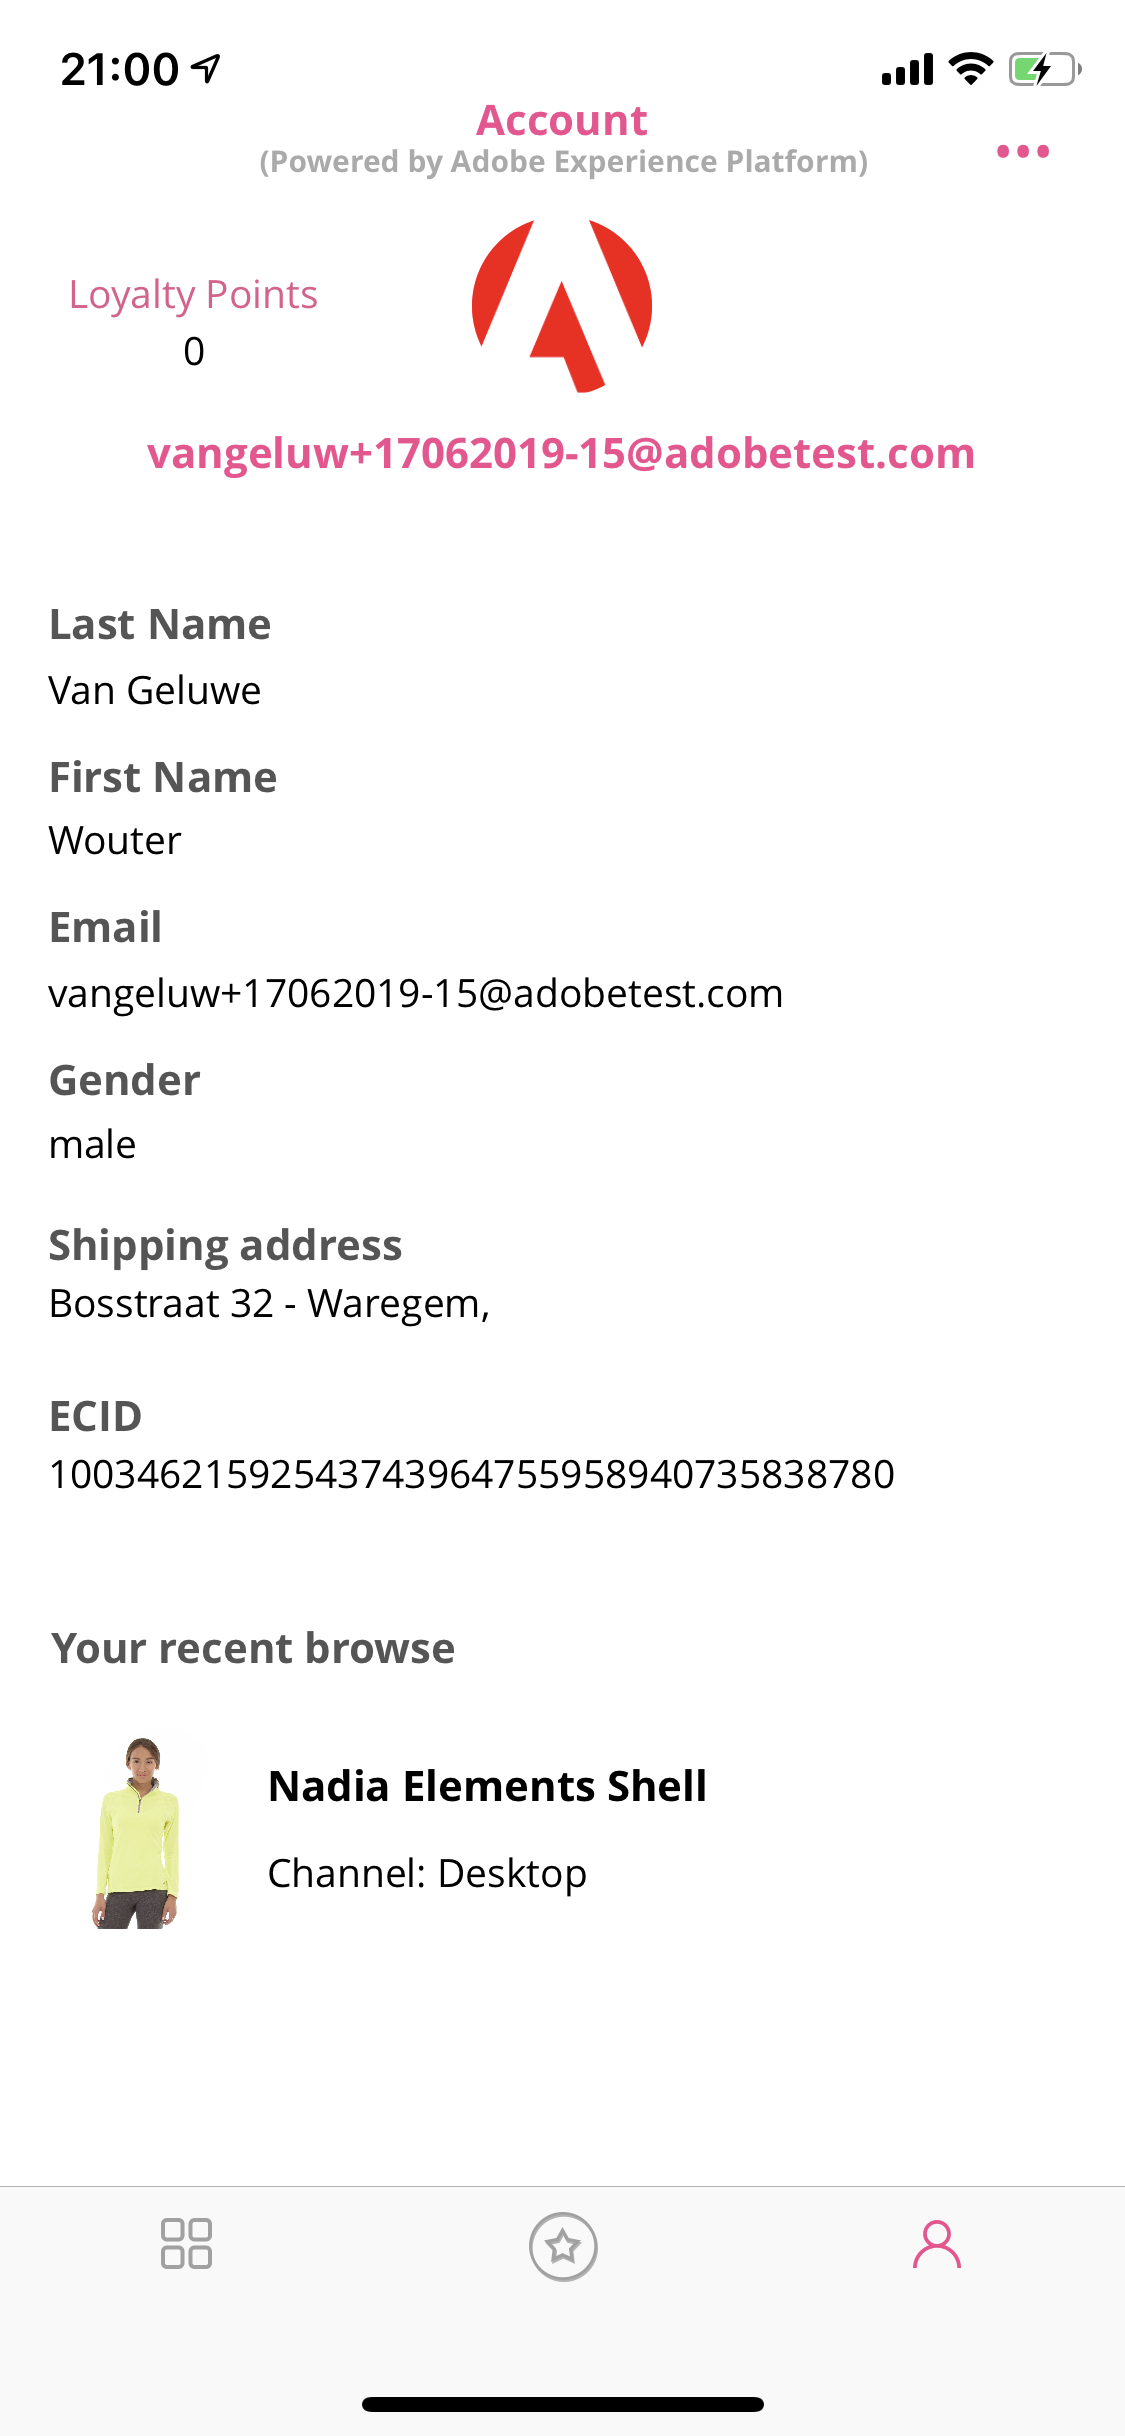 21:00
Account
(Powered by Adobe Experience Platform)
Loyalty Points
0
vangeluw+17062019-15@adobetest.com
Last Name
Van Geluwe
First Name
Wouter
Email
vangeluw+17062019-15@adobetest.com
Gender
male
Shipping address
Bosstraat 32 - Waregem,
ECID
10034621592543743964755958940735838780
Your recent browse
Nadia Elements Shell
Channel: Desktop